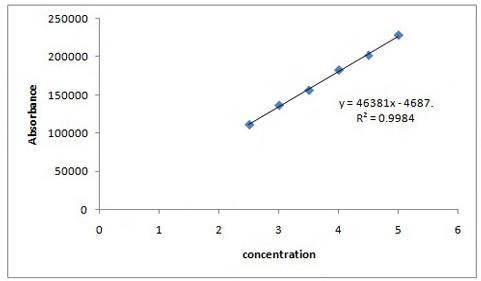 250000
200000
150000
100000
50000
0
Absorbance
y = 46381x - 4687.
R² = 0.9984
0 1 2 3 4 5 6
concentration